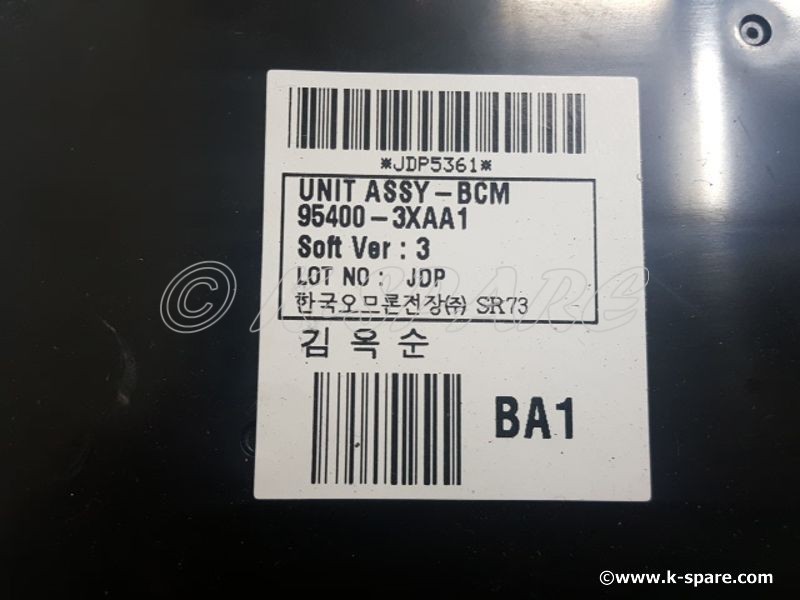 *JDP5361*
UNIT ASSY-BCM
95400-3XAA1
Soft Ver : 3
LOT NO : JDP
한국오므론전장(주) SR73
김옥순
BA1
© K-SPARE
©www.k-spare.com